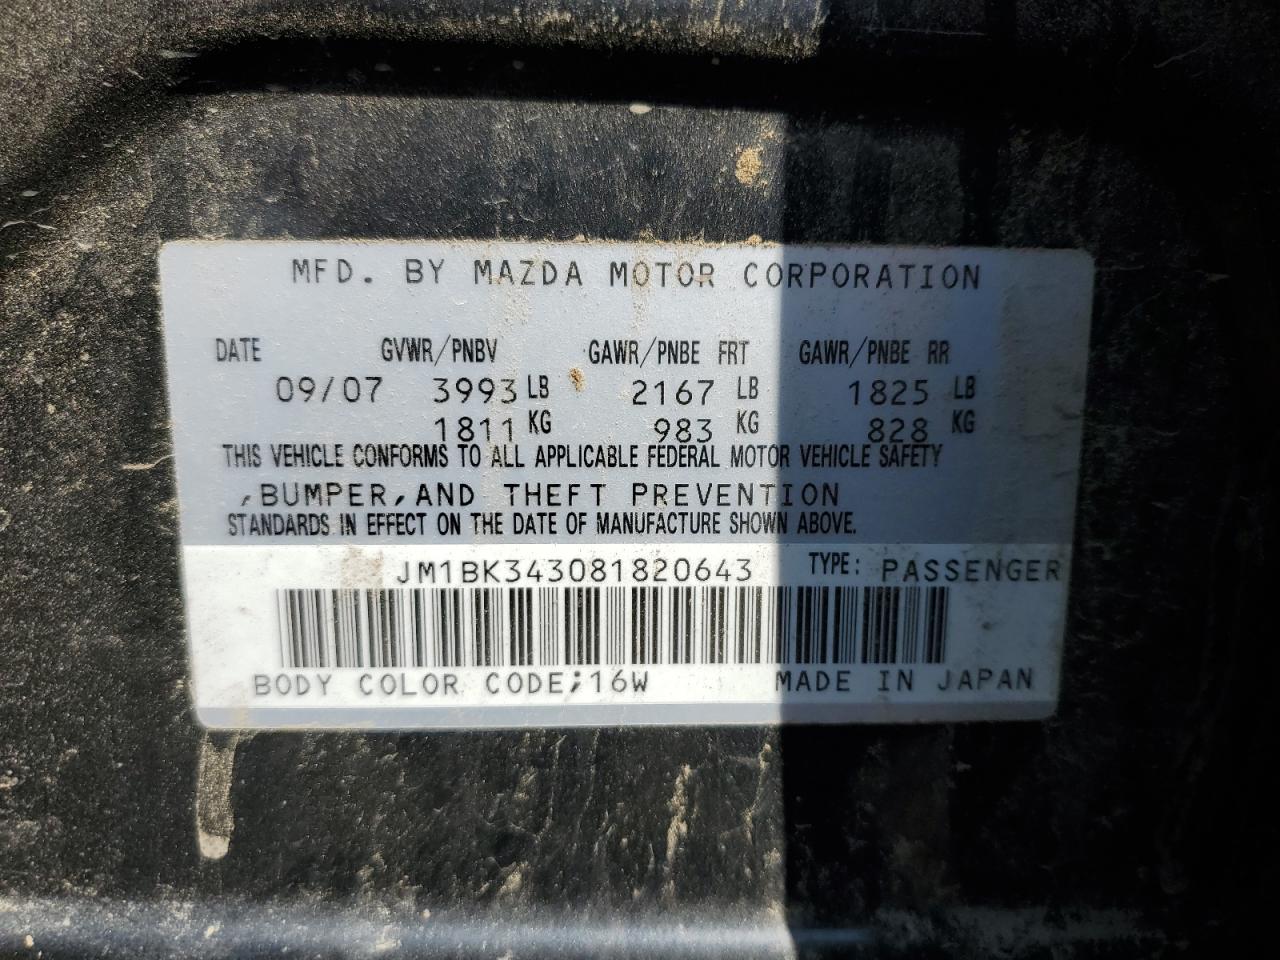 MFD. BY MAZDA MOTOR CORPORATION
DATE GVWR/PNBV GAWR/PNBE FRT GAWR/PNBE RR
09/07 3993 LB 2167 LB 1825 LB
1811 KG 983 KG 828 KG
THIS VEHICLE CONFORMS TO ALL APPLICABLE FEDERAL MOTOR VEHICLE SAFETY
,BUMPER,AND THEFT PREVENTION
STANDARDS IN EFFECT ON THE DATE OF MANUFACTURE SHOWN ABOVE.
JM1BK343081820643 TYPE: PASSENGER
BODY COLOR CODE;16W MADE IN JAPAN